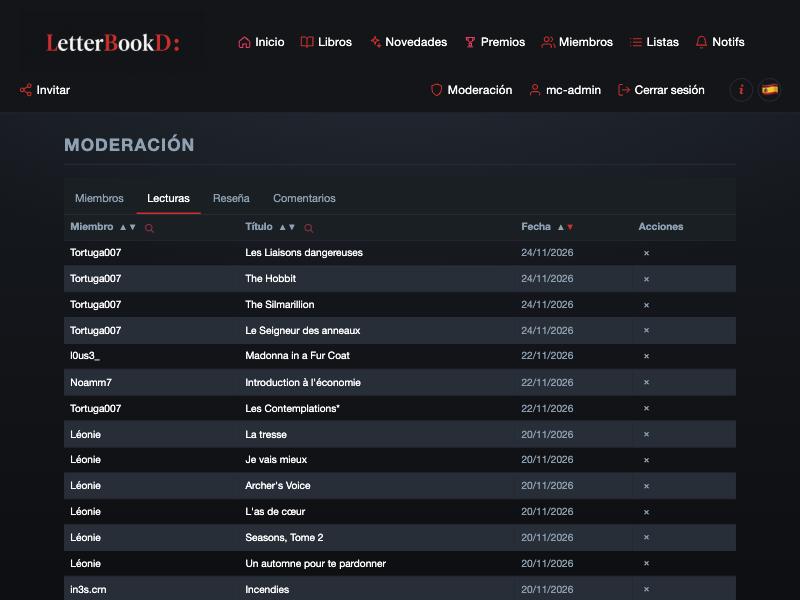 LetterBookD:
Inicio Libros Novedades Premios Miembros Listas Notifs
Invitar Moderación mc-admin Cerrar sesión i
MODERACIÓN
Miembros Lecturas Reseña Comentarios
Miembro ▲▼ Título ▲▼ Fecha ▲▼ Acciones
Tortuga007 Les Liaisons dangereuses 24/11/2026 ×
Tortuga007 The Hobbit 24/11/2026 ×
Tortuga007 The Silmarillion 24/11/2026 ×
Tortuga007 Le Seigneur des anneaux 24/11/2026 ×
l0us3_ Madonna in a Fur Coat 22/11/2026 ×
Noamm7 Introduction à l'économie 22/11/2026 ×
Tortuga007 Les Contemplations* 22/11/2026 ×
Léonie La tresse 20/11/2026 ×
Léonie Je vais mieux 20/11/2026 ×
Léonie Archer's Voice 20/11/2026 ×
Léonie L'as de cœur 20/11/2026 ×
Léonie Seasons, Tome 2 20/11/2026 ×
Léonie Un automne pour te pardonner 20/11/2026 ×
in3s.crn Incendies 20/11/2026 ×